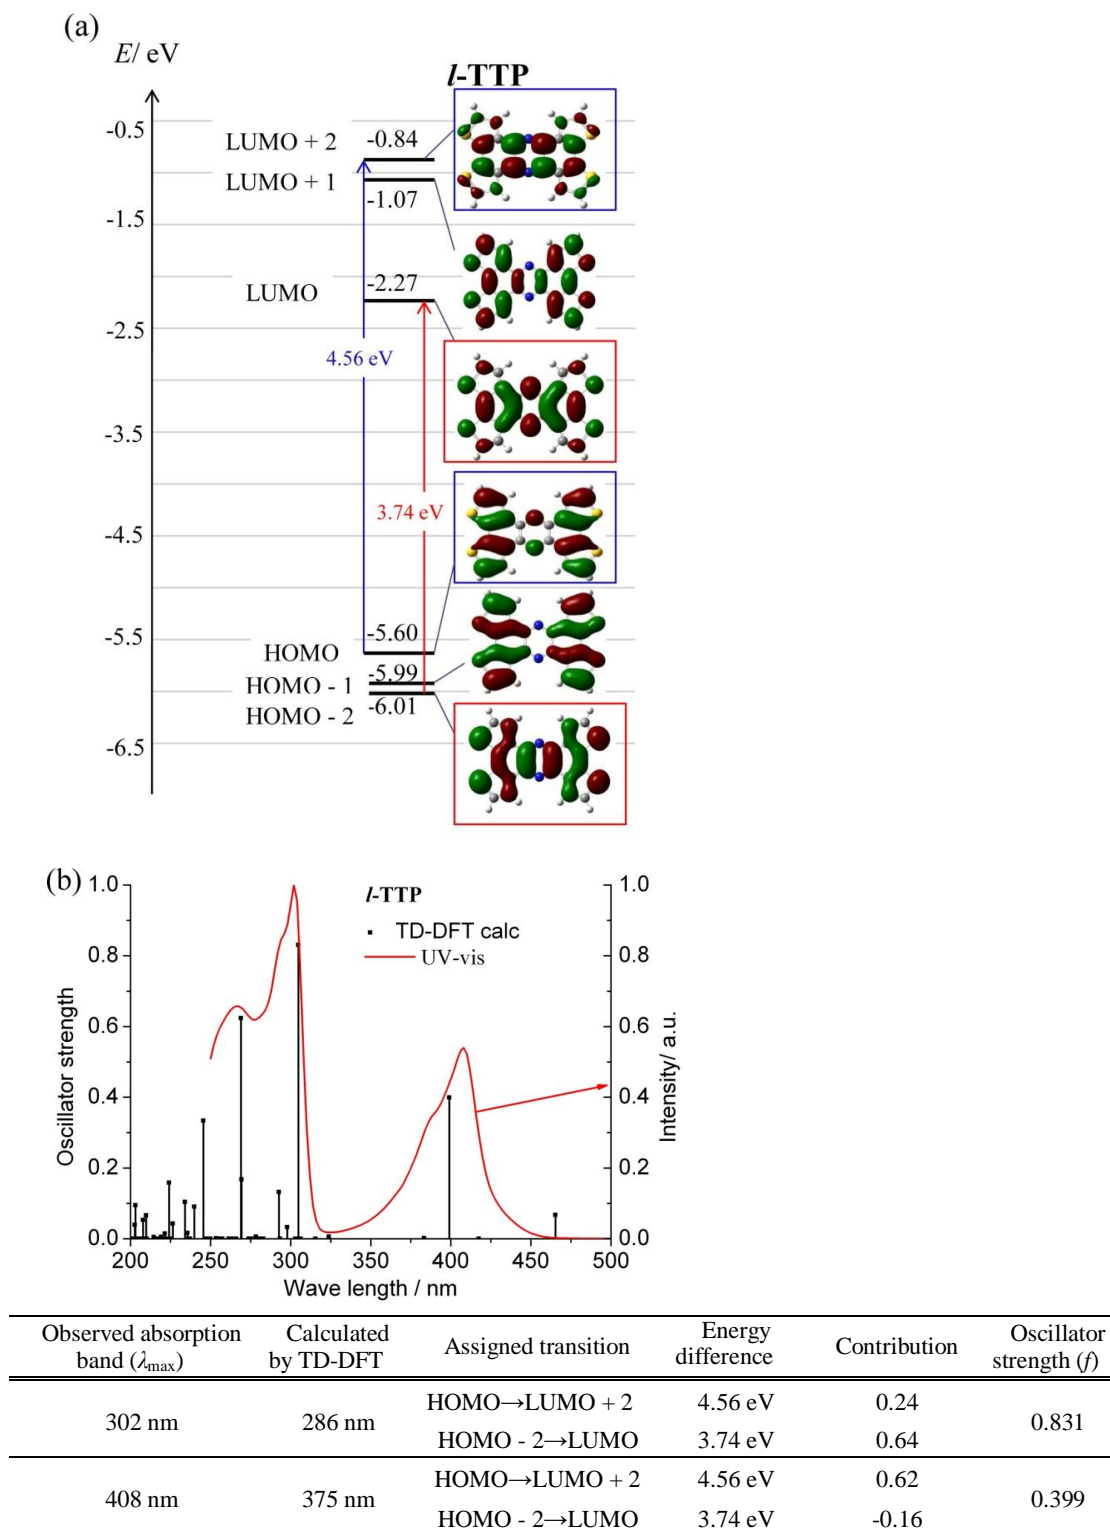 (a)
E/ eV
l-TTP
-0.5
LUMO + 2
-0.84
LUMO + 1
-1.07
-1.5
LUMO
-2.27
-2.5
4.56 eV
-3.5
3.74 eV
-4.5
-5.5
-5.60
HOMO
-5.99
HOMO - 1
-6.01
HOMO - 2
-6.5
(b)
l-TTP
TD-DFT calc
UV-vis
Oscillator strength
1.0
0.8
0.6
0.4
0.2
0.0
Intensity/ a.u.
1.0
0.8
0.6
0.4
0.2
0.0
200 250 300 350 400 450 500
Wave length / nm
Observed absorption band (λmax) Calculated by TD-DFT Assigned transition Energy difference Contribution Oscillator strength (f)
302 nm 286 nm HOMO→LUMO + 2 4.56 eV 0.24 0.831
HOMO - 2→LUMO 3.74 eV 0.64
408 nm 375 nm HOMO→LUMO + 2 4.56 eV 0.62 0.399
HOMO - 2→LUMO 3.74 eV -0.16